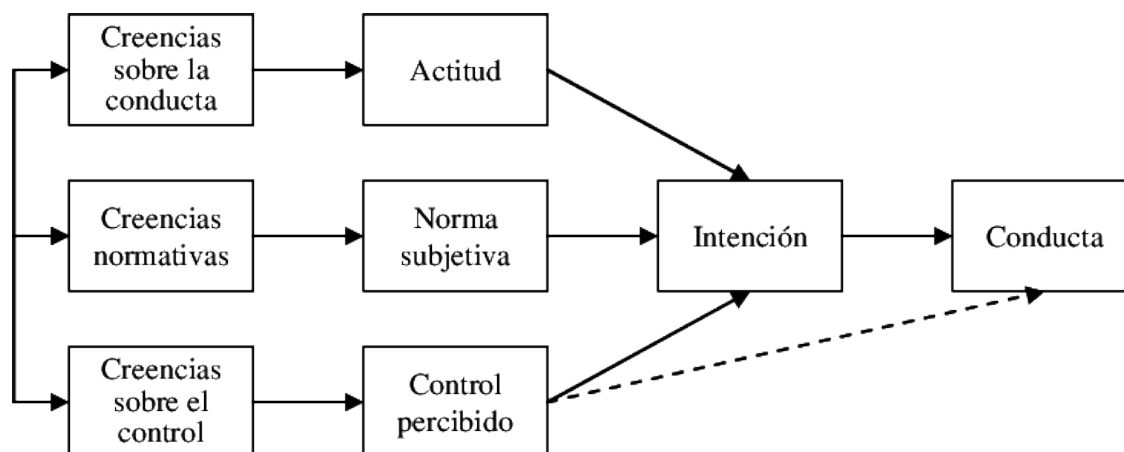 Creencias
sobre la
conducta
Actitud
Creencias
normativas
Norma
subjetiva
Intención
Conducta
Creencias
sobre el
control
Control
percibido